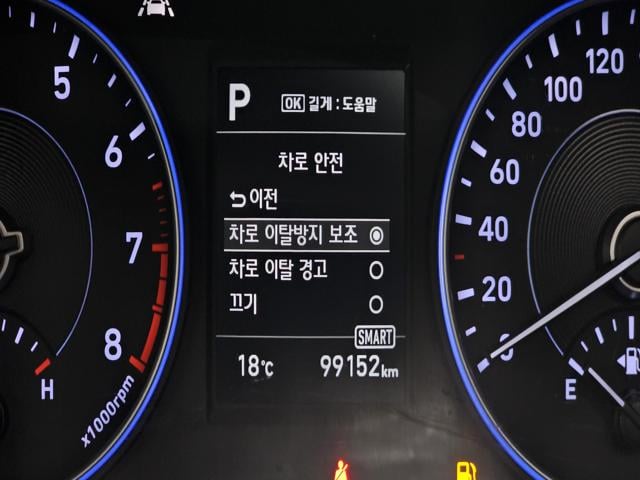 P
OK 길게 : 도움말
차로 안전
이전
차로 이탈방지 보조
차로 이탈 경고
끄기
SMART
18℃ 99152km
5
6
7
8
H
x1000rpm
120
100
80
60
40
20
E